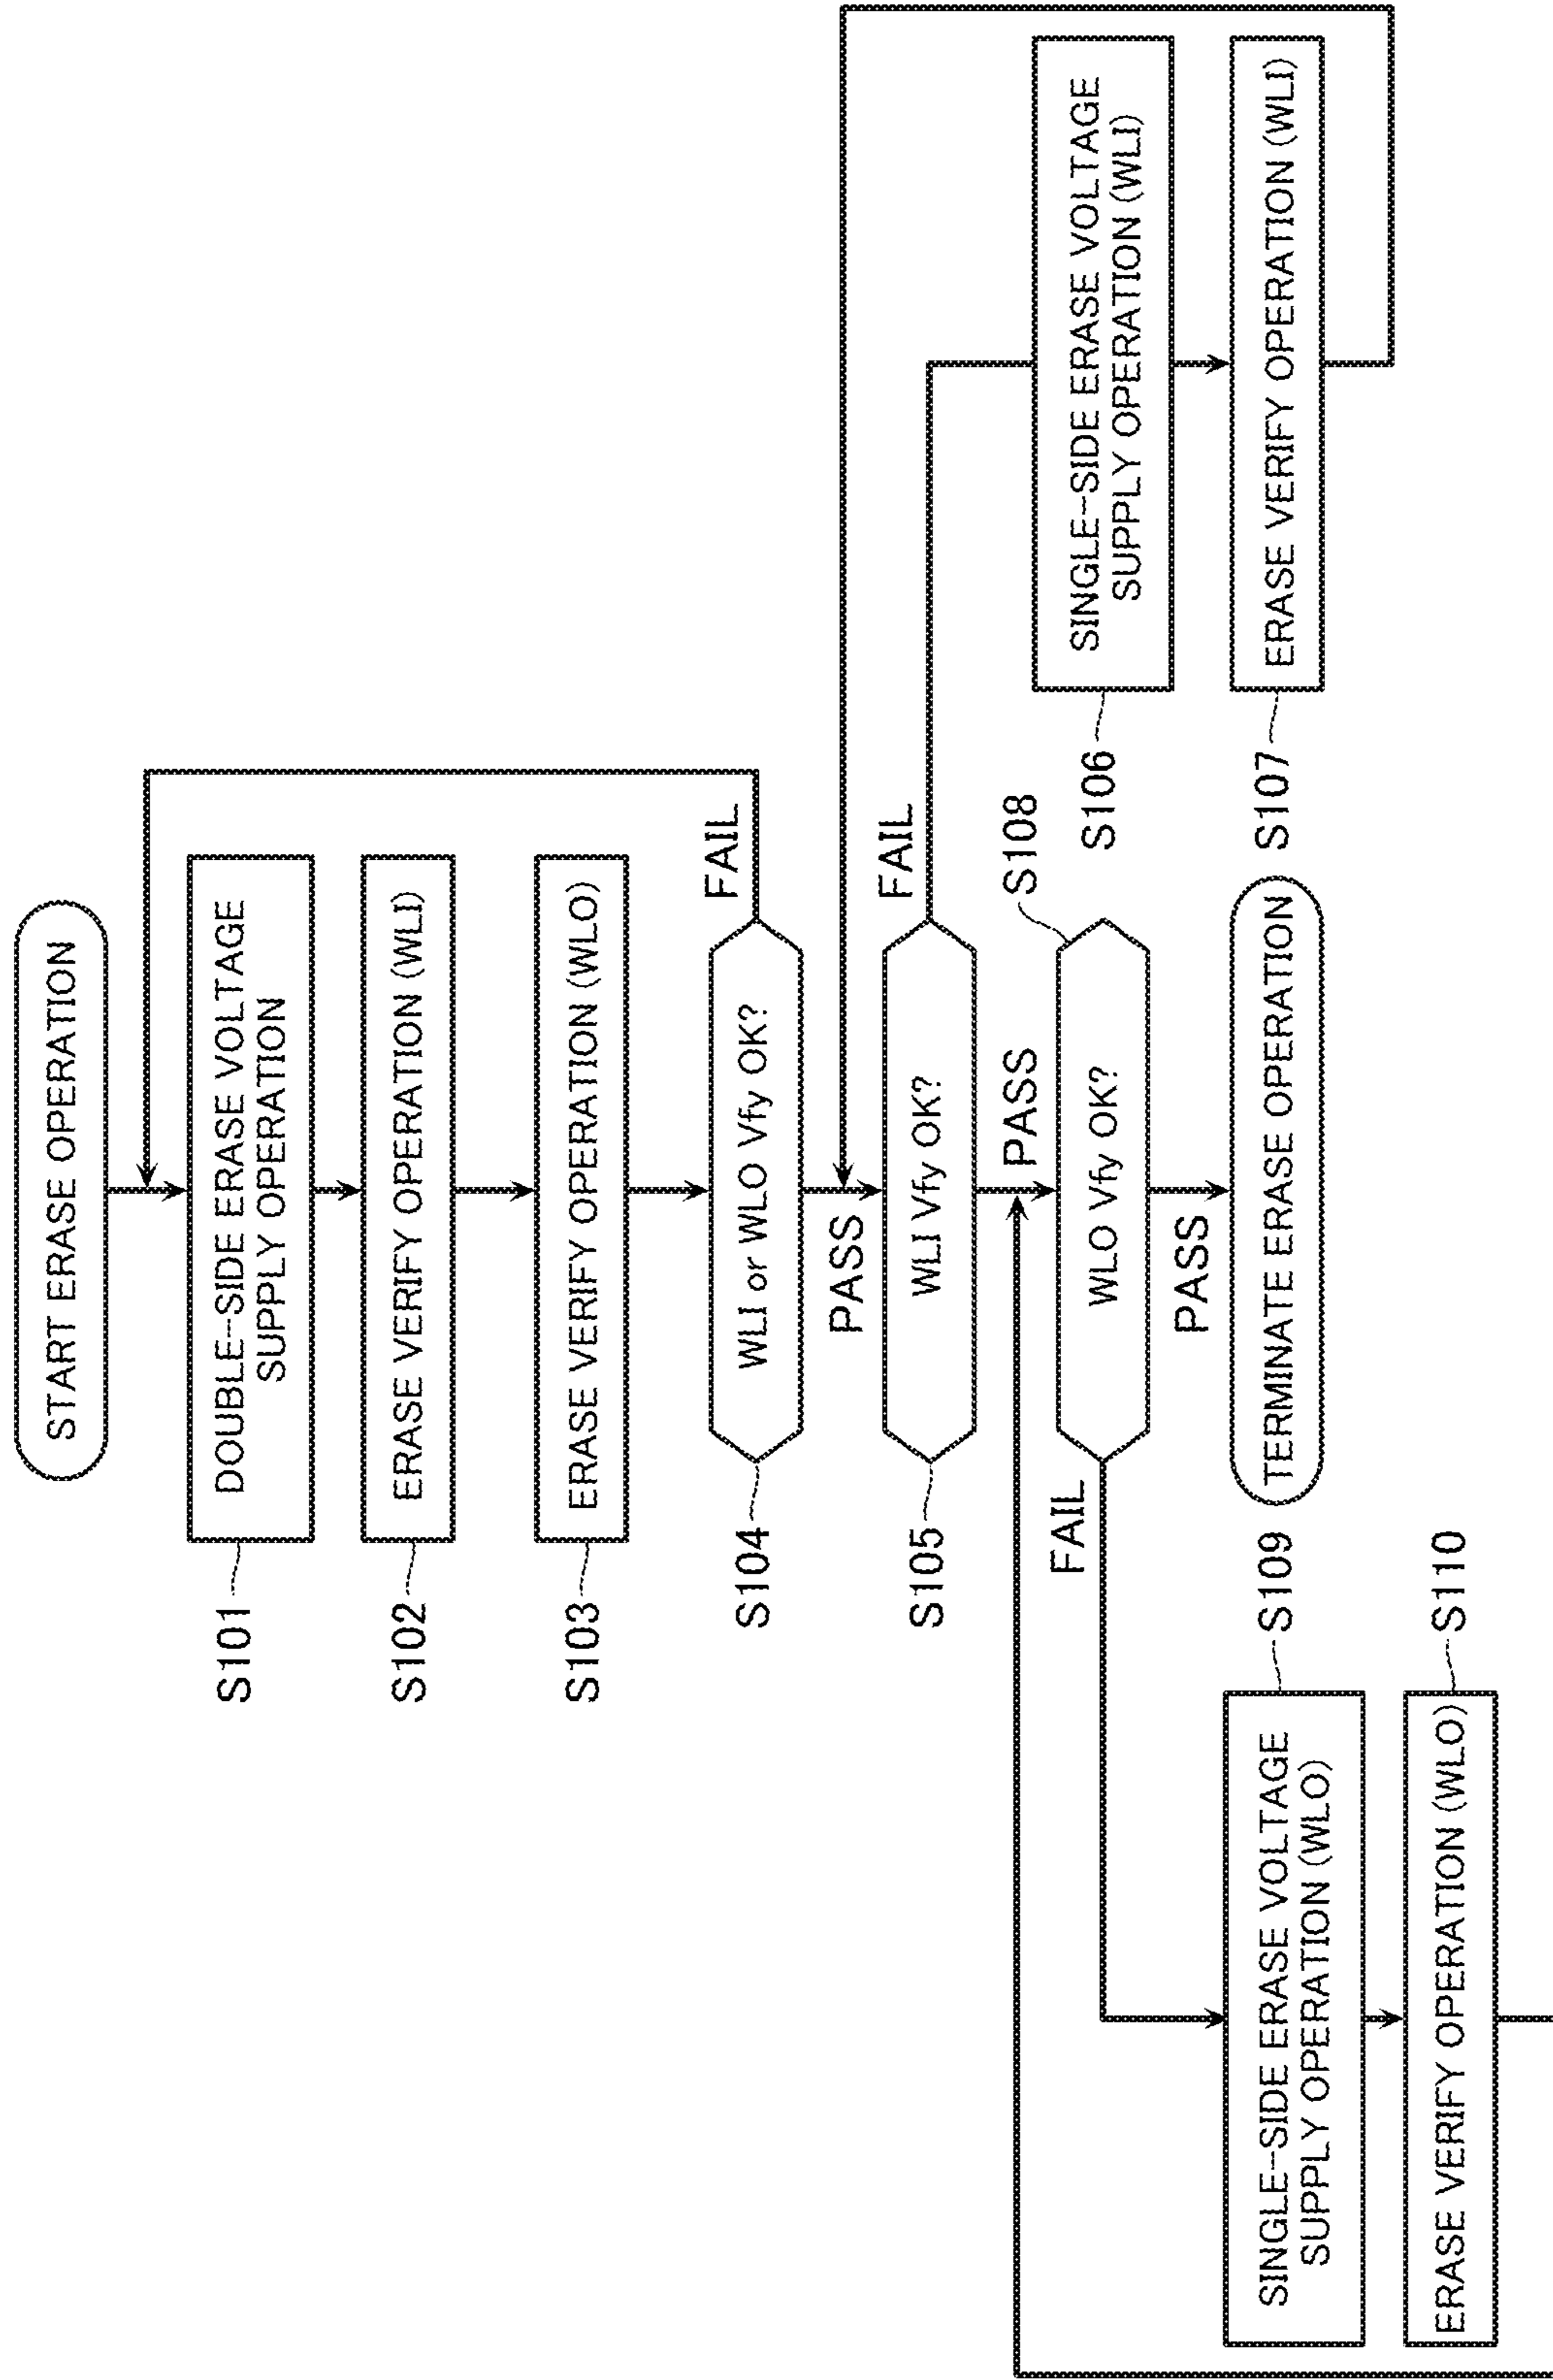 START ERASE OPERATION
S101
DOUBLE-SIDE ERASE VOLTAGE
SUPPLY OPERATION
S102
ERASE VERIFY OPERATION (WLI)
S103
ERASE VERIFY OPERATION (WLO)
S104
WLI or WLO Vfy OK?
FAIL
PASS
S105
WLI Vfy OK?
FAIL
S106
SINGLE-SIDE ERASE VOLTAGE
SUPPLY OPERATION (WLI)
S107
ERASE VERIFY OPERATION (WLI)
PASS
S108
WLO Vfy OK?
FAIL
PASS
TERMINATE ERASE OPERATION
S109
SINGLE-SIDE ERASE VOLTAGE
SUPPLY OPERATION (WLO)
S110
ERASE VERIFY OPERATION (WLO)